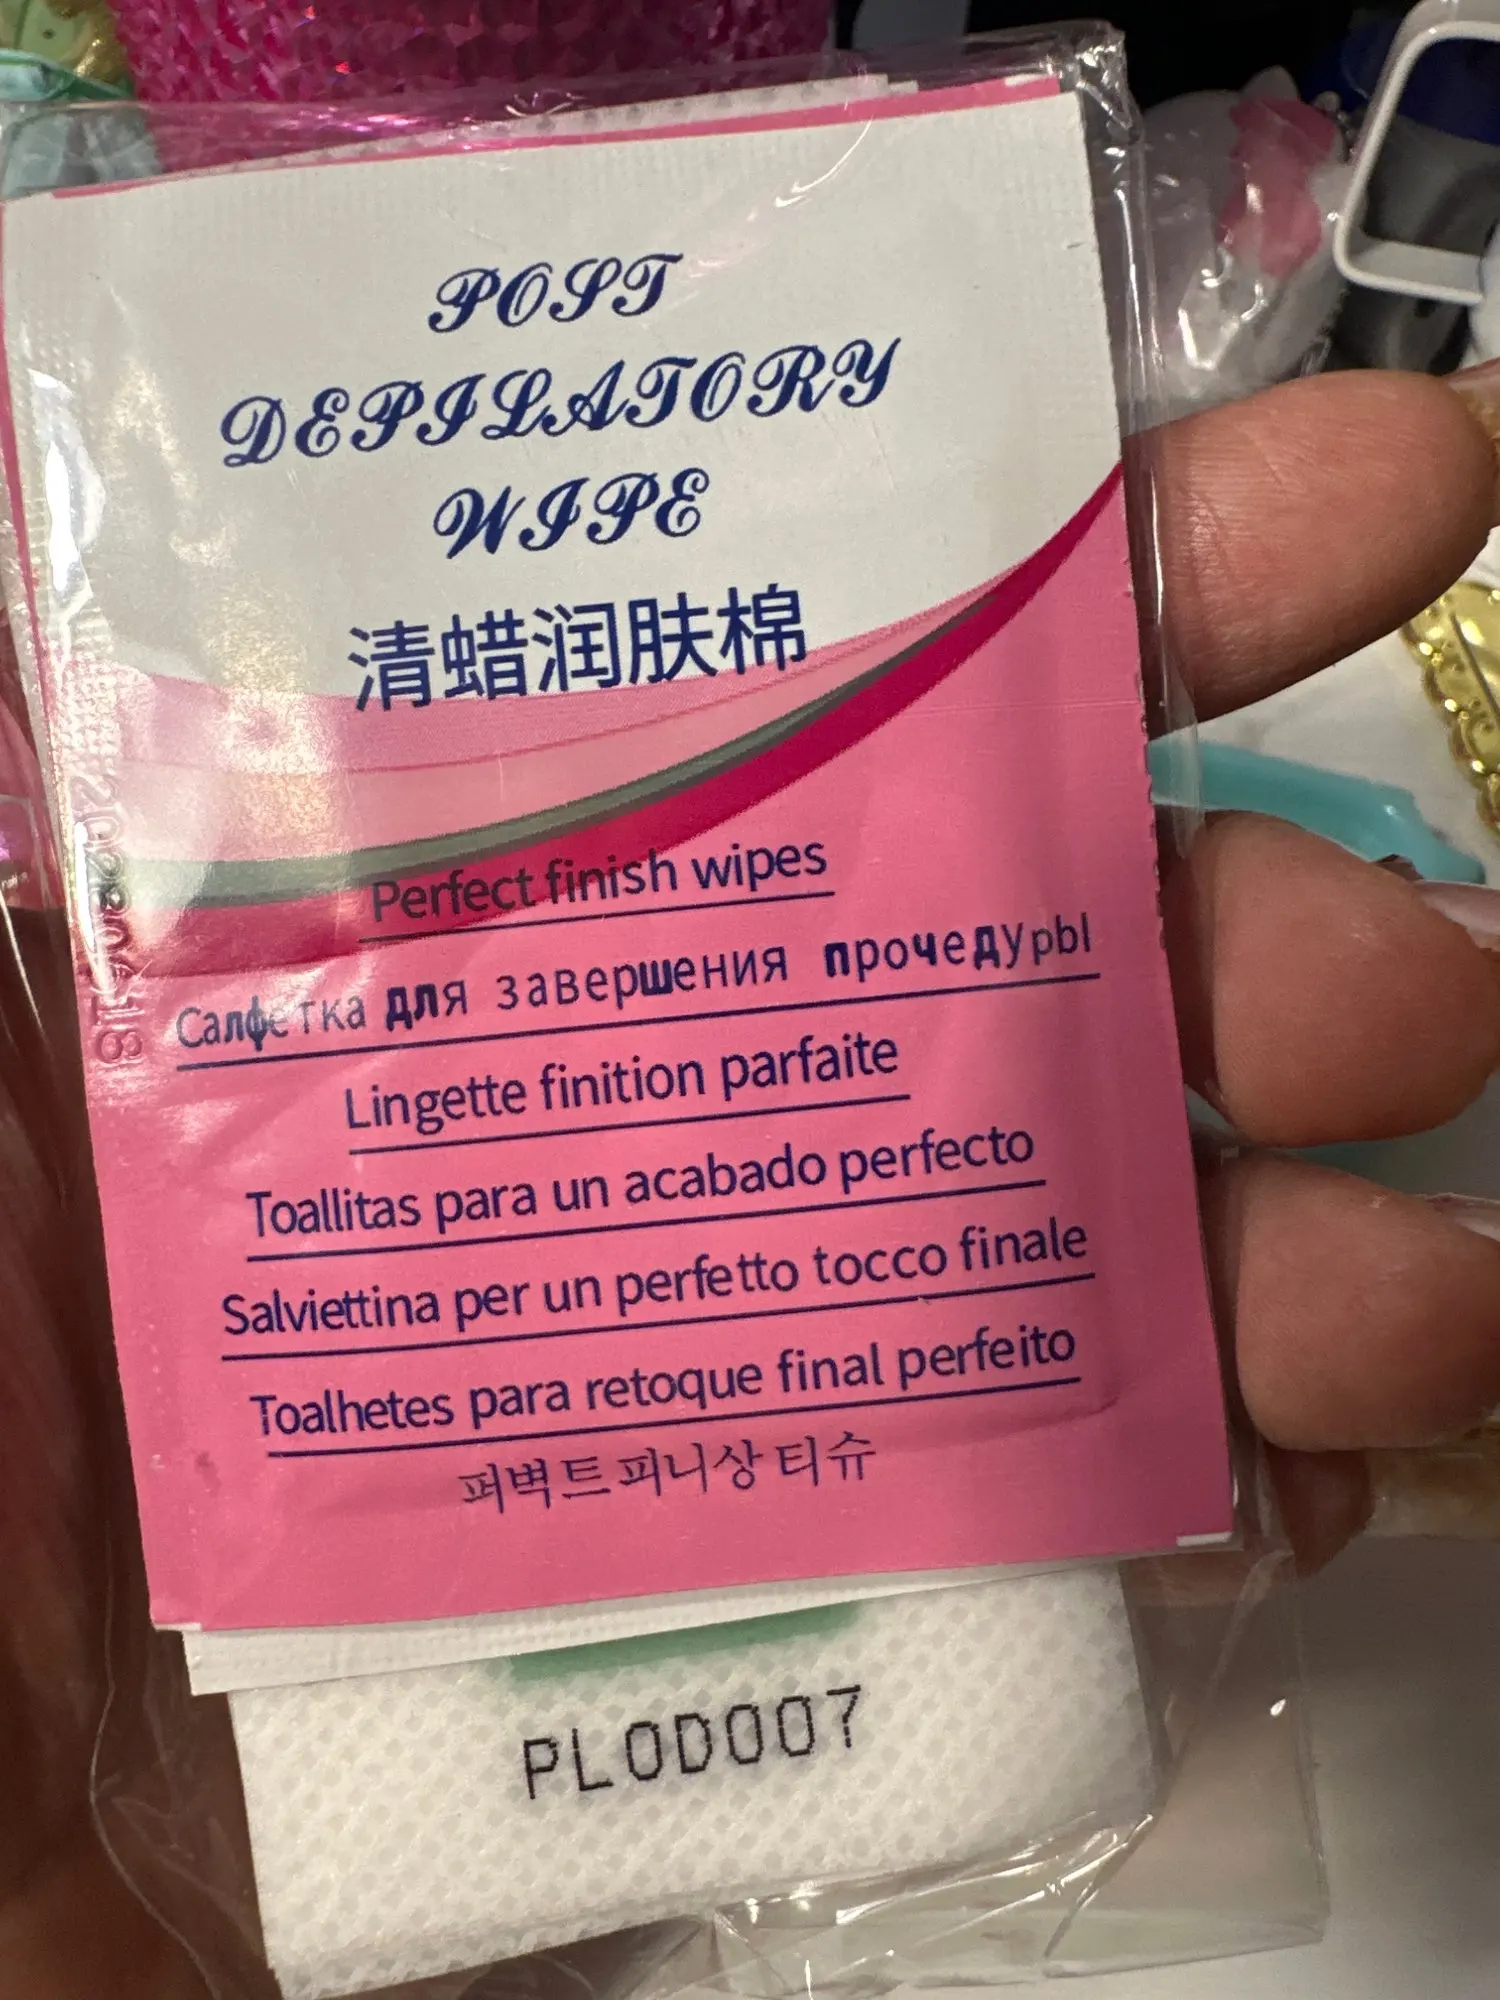 POST
DEPILATORY
WIPE
清蜡润肤棉
Perfect finish wipes
Салфетка для завершения прочедуры
Lingette finition parfaite
Toallitas para un acabado perfecto
Salviettina per un perfetto tocco finale
Toalhetes para retoque final perfeito
퍼벽트피니상티슈
PLOD007